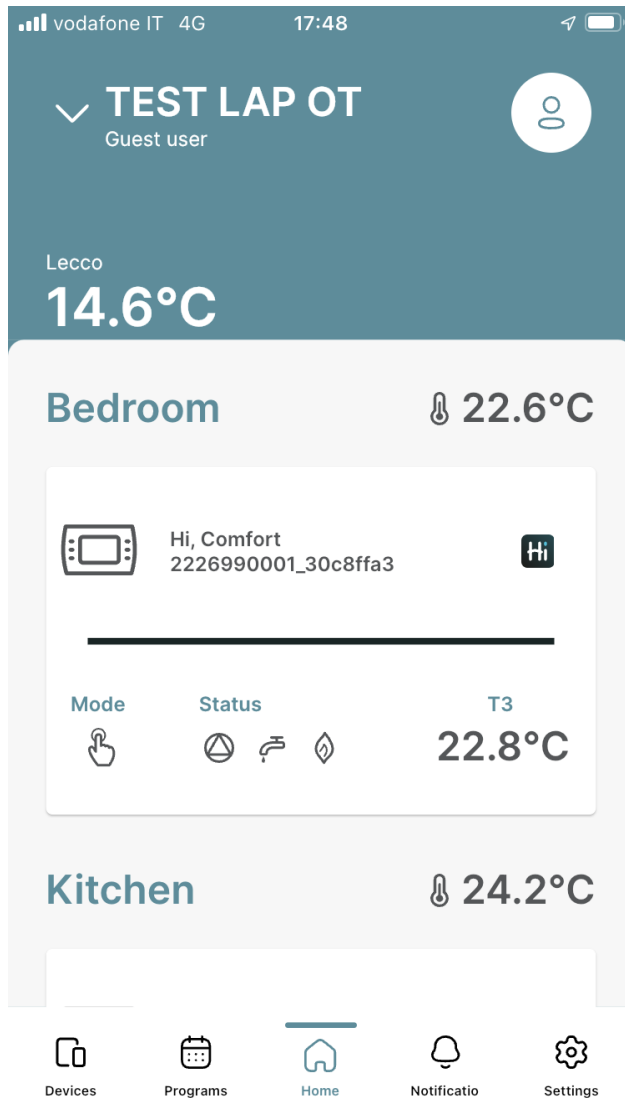 vodafone IT 4G 17:48
TEST LAP OT
Guest user
Lecco
14.6°C
Bedroom 22.6°C
Hi, Comfort
2226990001_30c8ffa3
Hi
Mode Status T3
22.8°C
Kitchen 24.2°C
Devices Programs Home Notificatio Settings